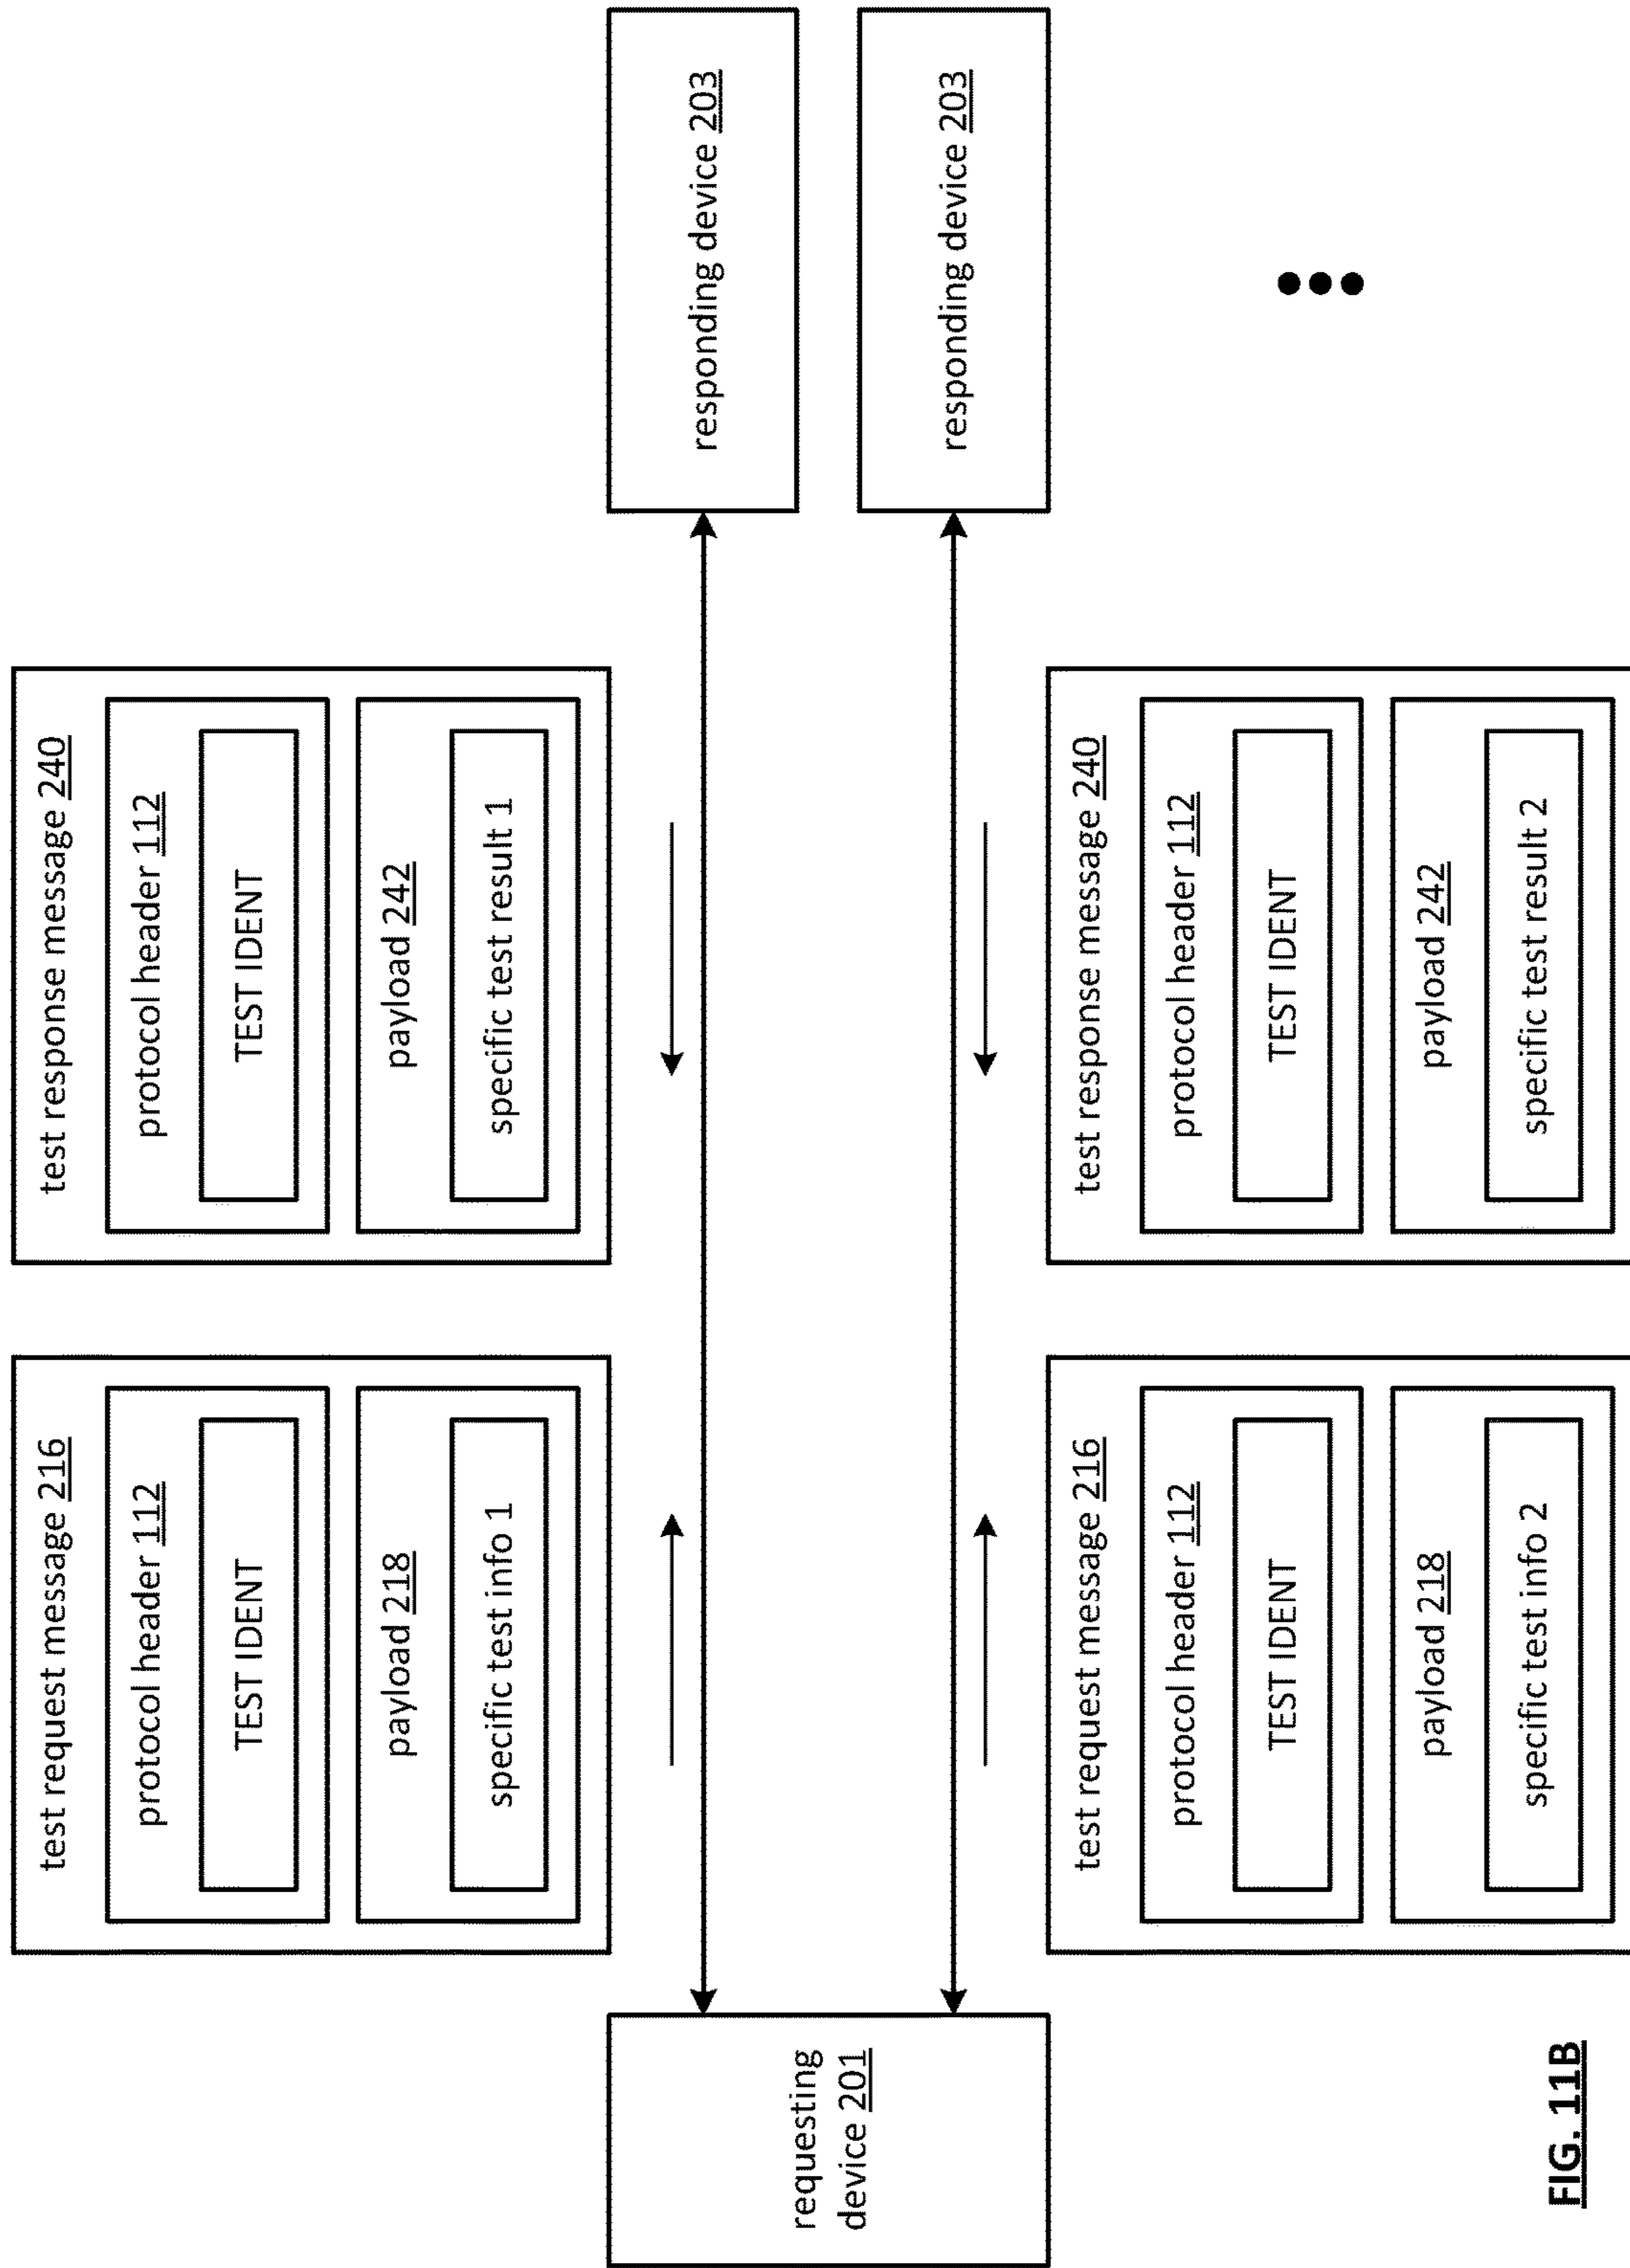 test request message 216
protocol header 112
TEST IDENT
payload 218
specific test info 1
test response message 240
protocol header 112
TEST IDENT
payload 242
specific test result 1
requesting
device 201
responding device 203
responding device 203
test request message 216
protocol header 112
TEST IDENT
payload 218
specific test info 2
test response message 240
protocol header 112
TEST IDENT
payload 242
specific test result 2
FIG. 11B